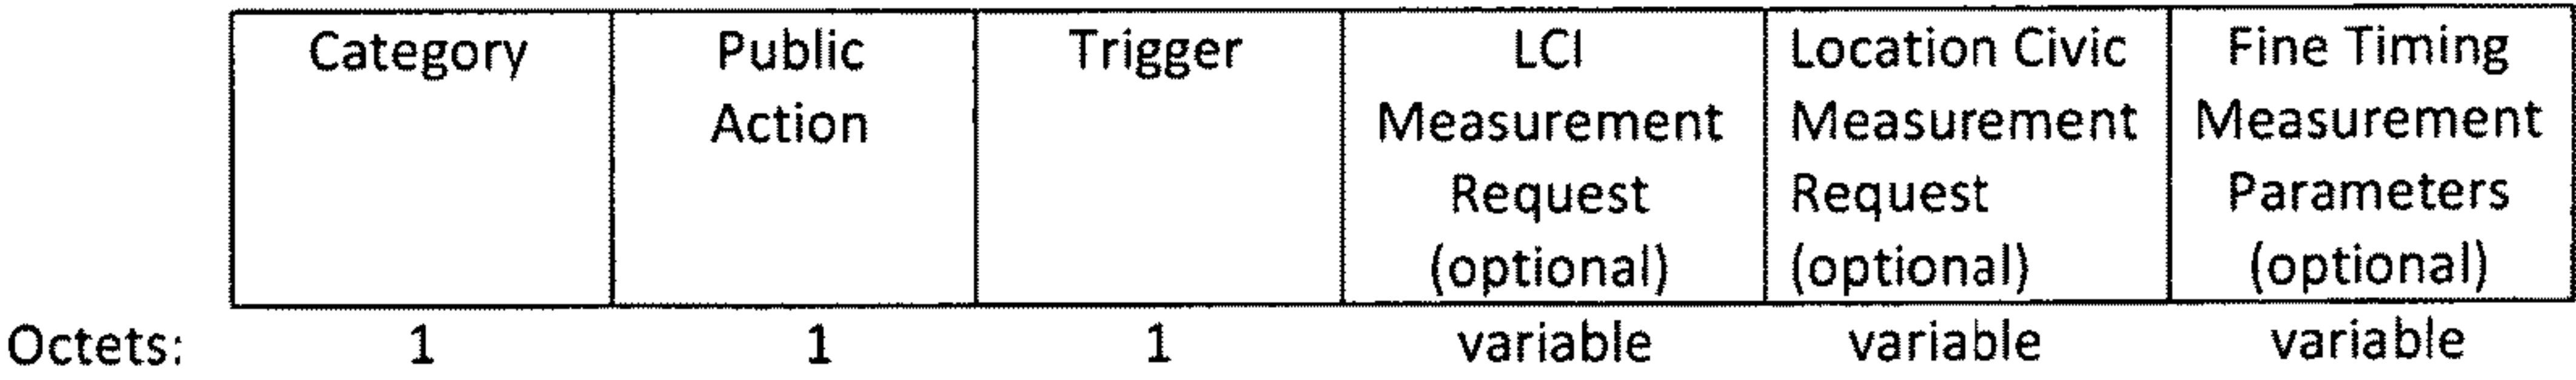 Category
Public
Action
Trigger
LCI
Measurement
Request
(optional)
Location Civic
Measurement
Request
(optional)
Fine Timing
Measurement
Parameters
(optional)
Octets: 1 1 1 variable variable variable